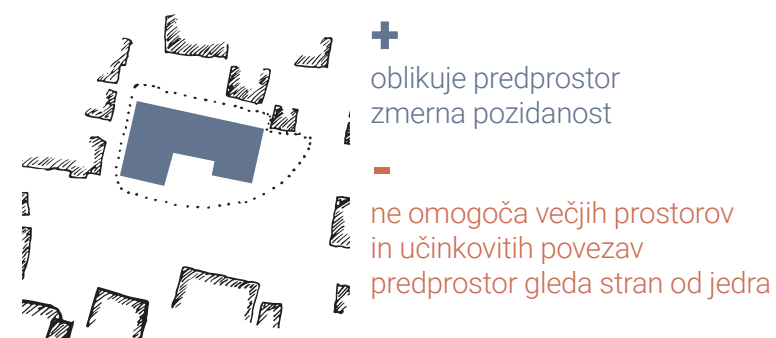 +
oblikuje predprostor
zmerna pozidanost
-
ne omogoča večjih prostorov
in učinkovitih povezav
predprostor gleda stran od jedra